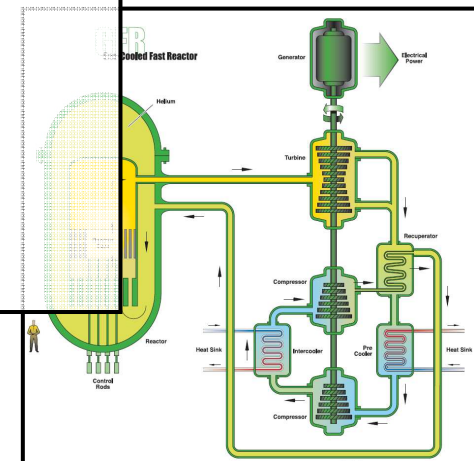 GFR
Cooled Fast Reactor
Generator
Electrical
Power
Helium
Turbine
Recuperator
Compressor
Reactor
Heat Sink
Intercooler
Pre
Cooler
Heat Sink
Control
Rods
Compressor